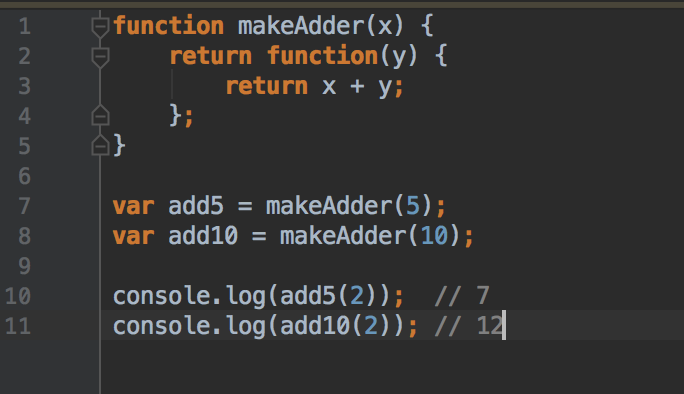 1 function makeAdder(x) {
2     return function(y) {
3         return x + y;
4     };
5 }
6
7 var add5 = makeAdder(5);
8 var add10 = makeAdder(10);
9
10 console.log(add5(2));  // 7
11 console.log(add10(2)); // 12